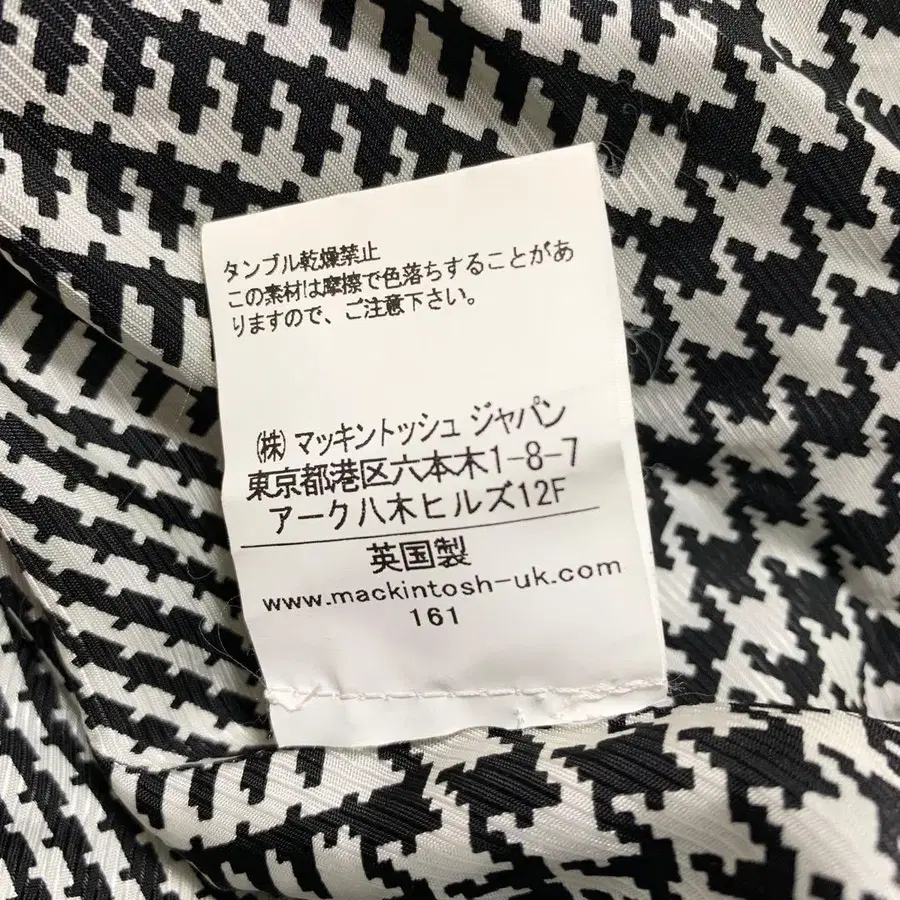 タンブル乾燥禁止
この素材は摩擦で色落ちすることがあ
りますので、ご注意下さい。
㈱ マッキントッシュ ジャパン
東京都港区六本木1-8-7
アーク八木ヒルズ12F
英国製
www.mackintosh-uk.com
161